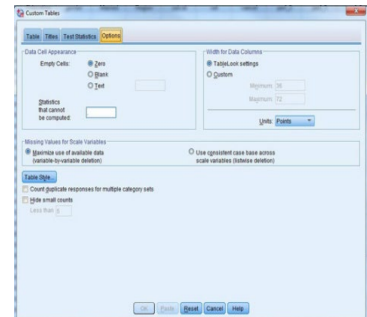 Custom Tables
Table Titles Test Statistics Options
Data Cell Appearance
Empty Cells:
Zero
Blank
Text
Statistics
that cannot
be computed:
Width for Data Columns
TableLook settings
Custom
Minimum: 36
Maximum: 72
Units: Points
Missing Values for Scale Variables
Maximize use of available data
(variable-by-variable deletion)
Use consistent case base across
scale variables (listwise deletion)
Table Style...
Count duplicate responses for multiple category sets
Hide small counts
Less than
OK Paste Reset Cancel Help